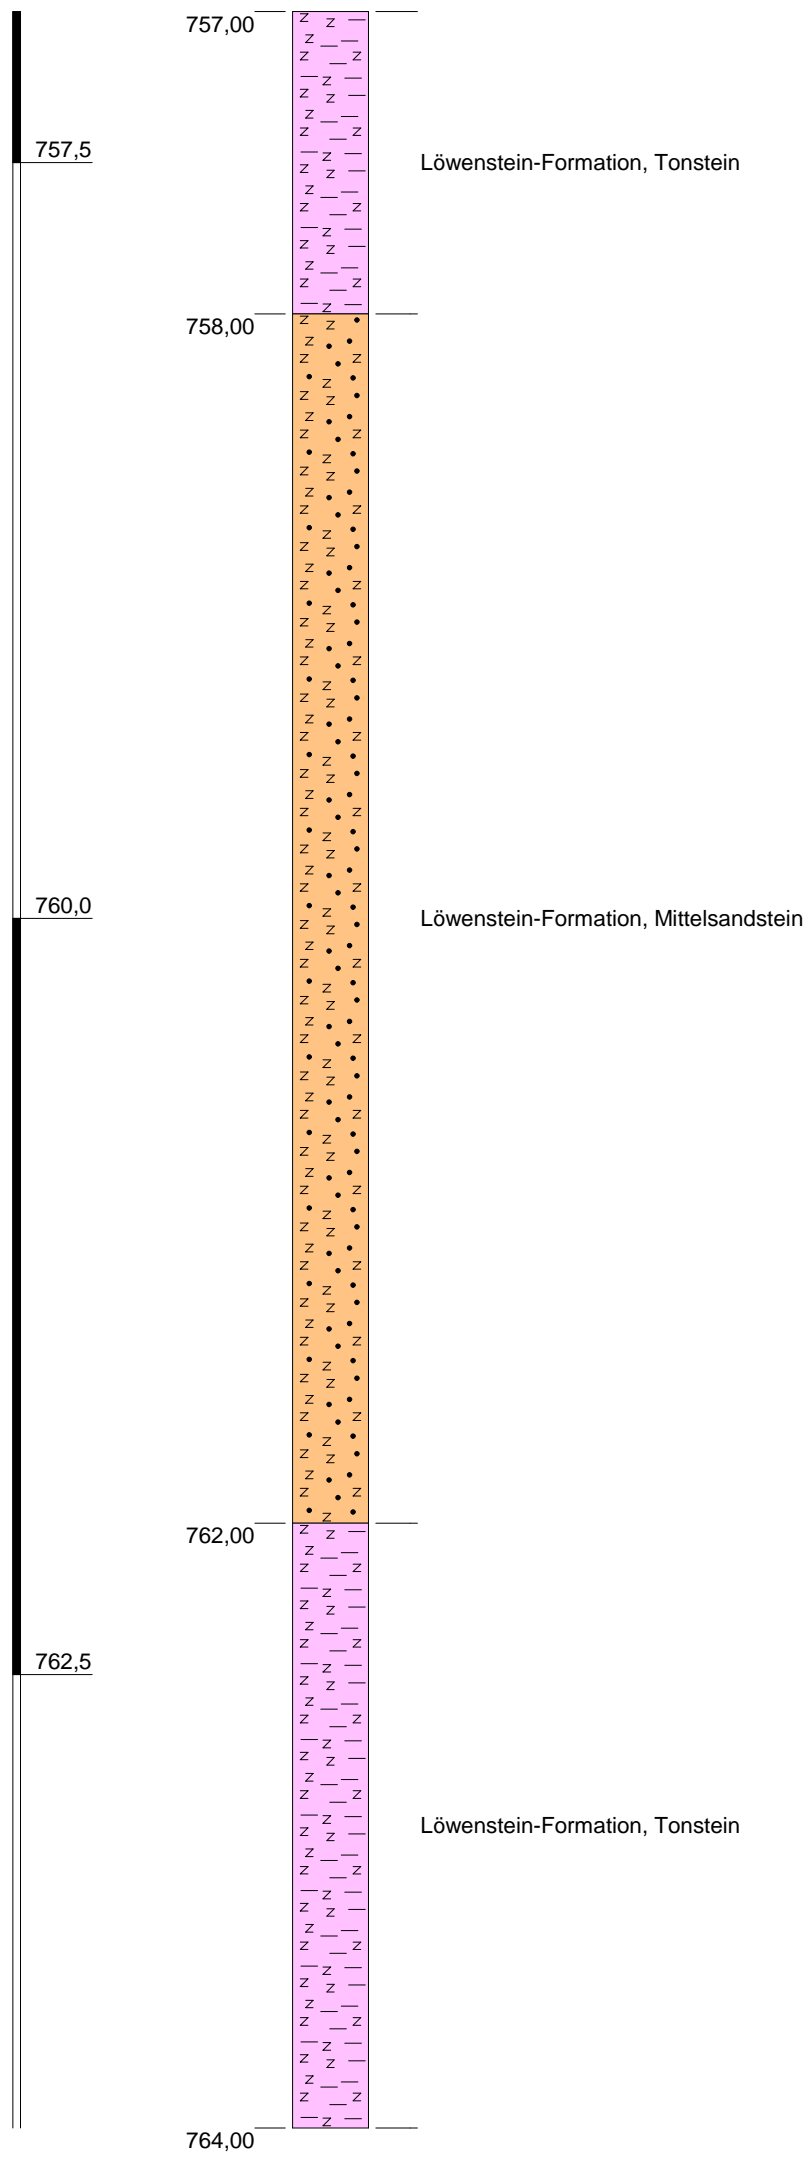 757,00
757,5
Löwenstein-Formation, Tonstein
758,00
760,0
Löwenstein-Formation, Mittelsandstein
762,00
762,5
Löwenstein-Formation, Tonstein
764,00